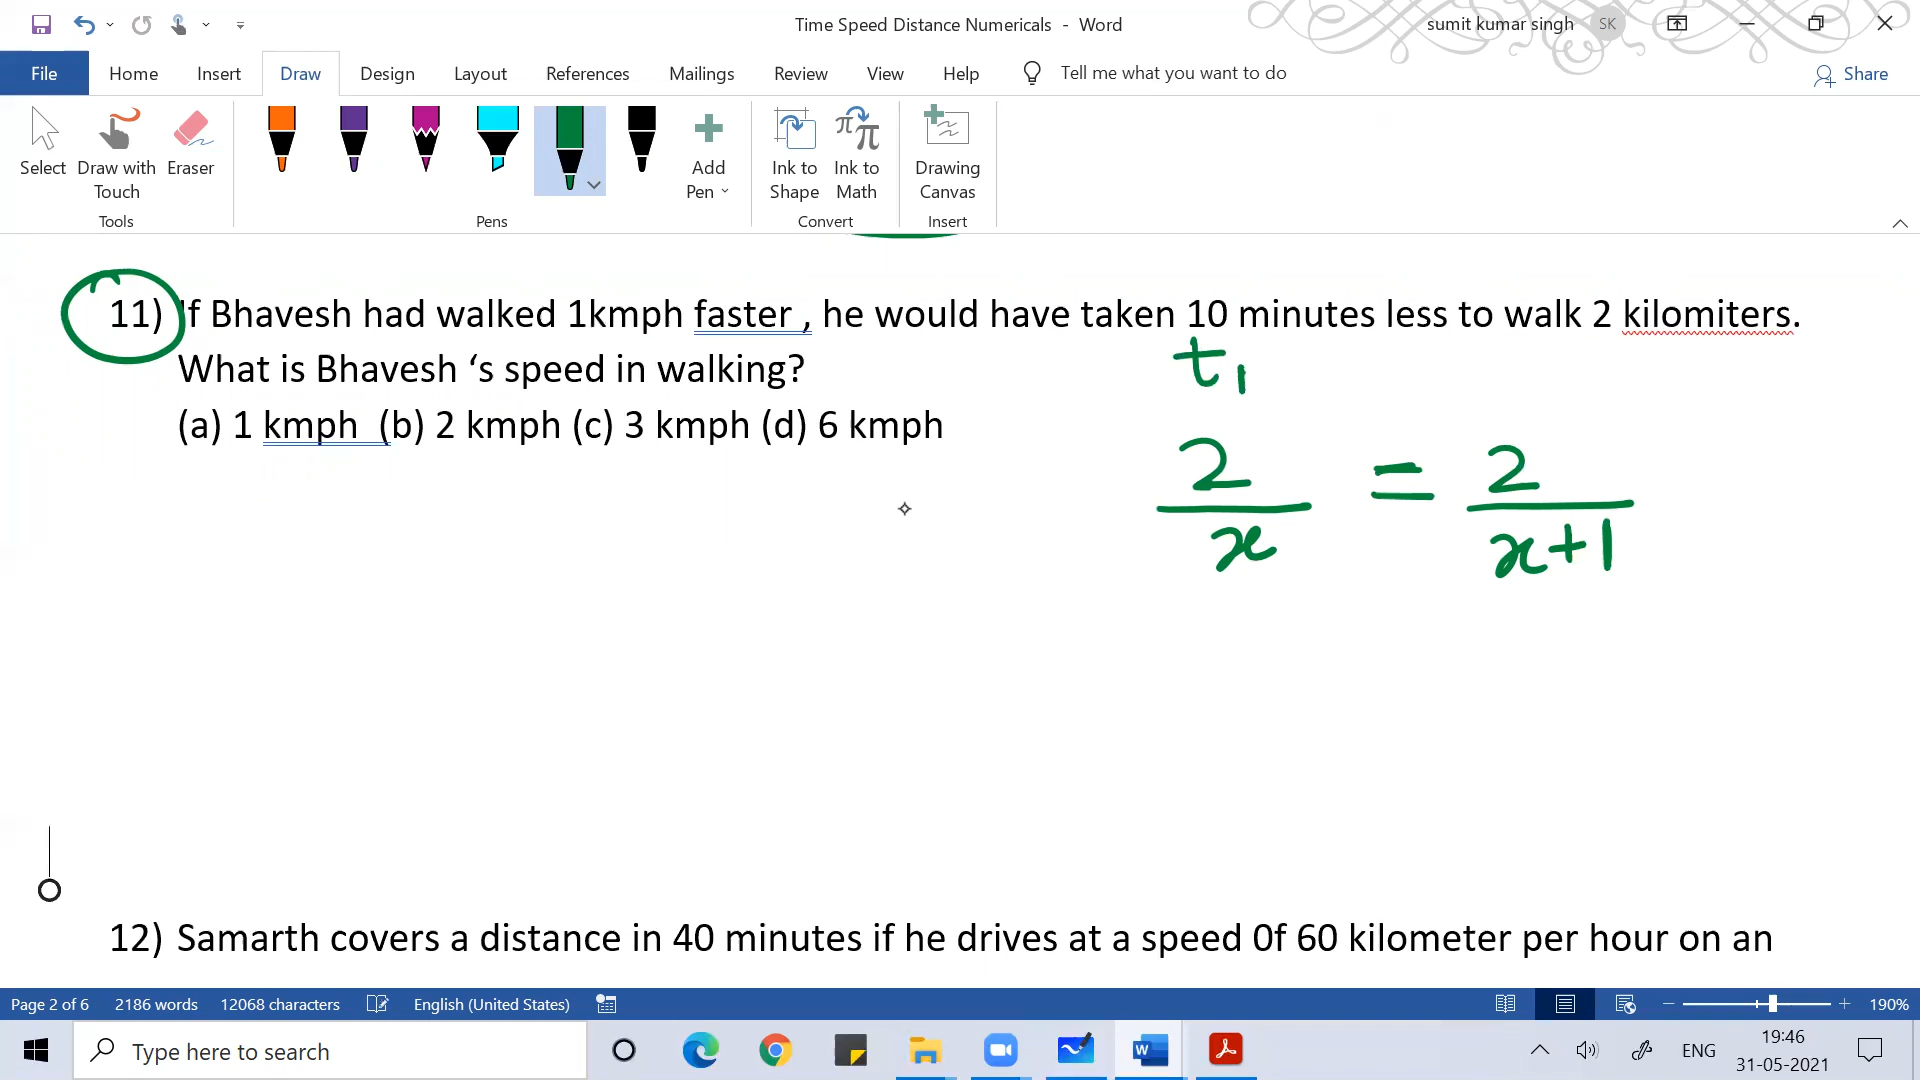 Time Speed Distance Numericals - Word
sumit kumar singh SK
File Home Insert Draw Design Layout References Mailings Review View Help Tell me what you want to do Share
Select Draw with Touch Eraser Add Pen Ink to Shape Ink to Math Drawing Canvas
Tools Pens Convert Insert
11) If Bhavesh had walked 1kmph faster , he would have taken 10 minutes less to walk 2 kilomiters.
What is Bhavesh ‘s speed in walking?
(a) 1 kmph (b) 2 kmph (c) 3 kmph (d) 6 kmph
t1
2 = 2
x x+1
12) Samarth covers a distance in 40 minutes if he drives at a speed 0f 60 kilometer per hour on an
Page 2 of 6 2186 words 12068 characters English (United States) 190%
Type here to search
ENG
19:46
31-05-2021